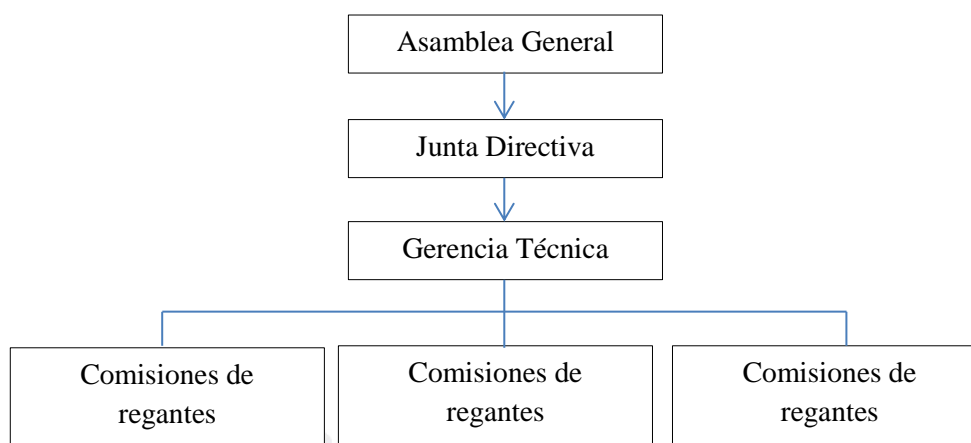 Asamblea General
Junta Directiva
Gerencia Técnica
Comisiones de
regantes
Comisiones de
regantes
Comisiones de
regantes